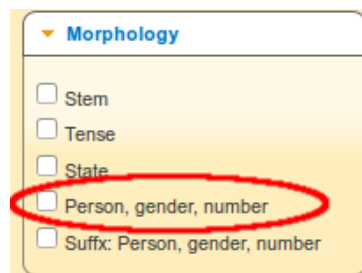 Morphology
Stem
Tense
State
Person, gender, number
Suffx: Person, gender, number